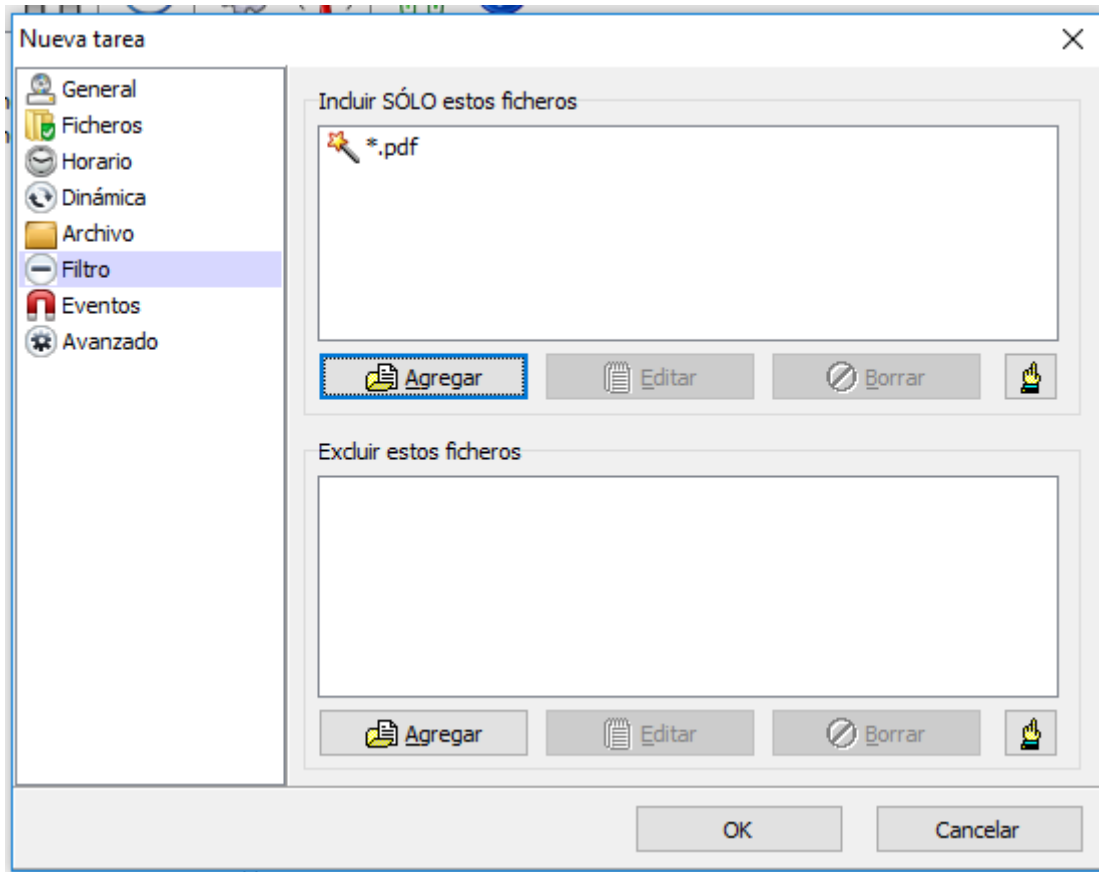 Nueva tarea
General
Ficheros
Horario
Dinámica
Archivo
Filtro
Eventos
Avanzado
Incluir SÓLO estos ficheros
*.pdf
Agregar
Editar
Borrar
Excluir estos ficheros
Agregar
Editar
Borrar
OK
Cancelar